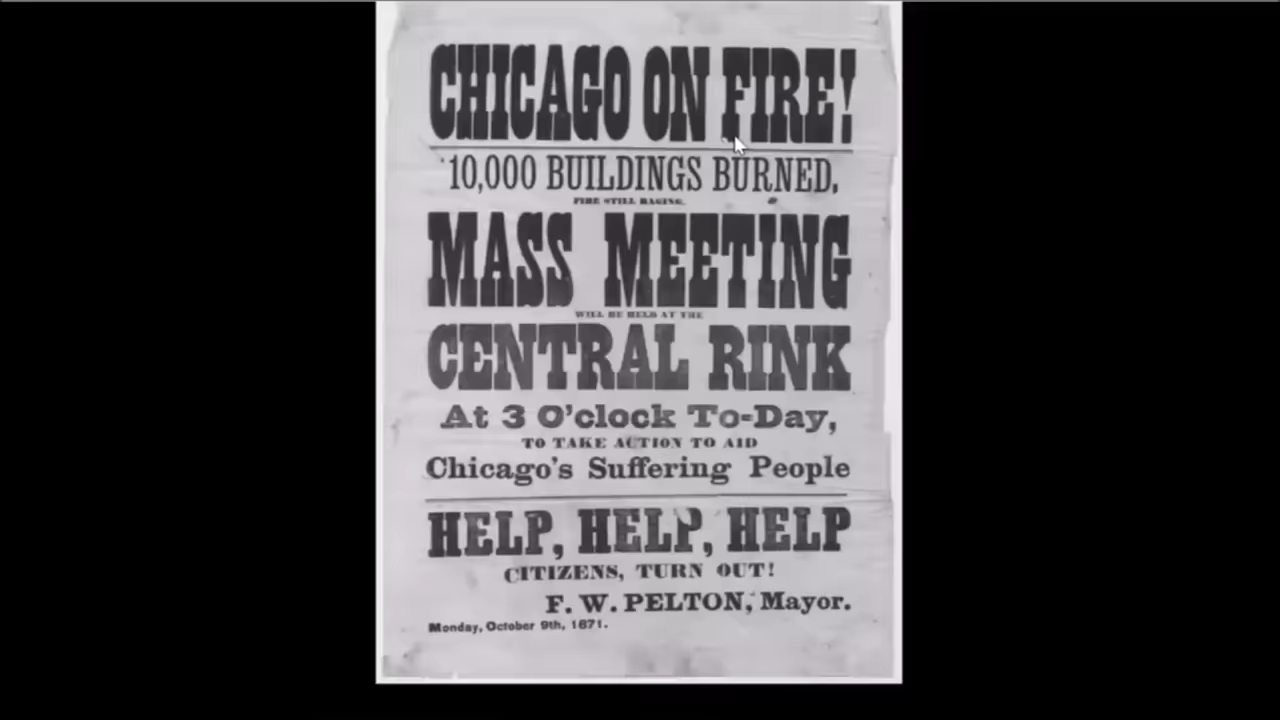 CHICAGO ON FIRE!
10,000 BUILDINGS BURNED,
FIRE STILL RAGING.
MASS MEETING
WILL BE HELD AT THE
CENTRAL RINK
At 3 O'clock To-Day,
TO TAKE ACTION TO AID
Chicago's Suffering People
HELP, HELP, HELP
CITIZENS, TURN OUT!
F. W. PELTON, Mayor.
Monday, October 9th, 1871.